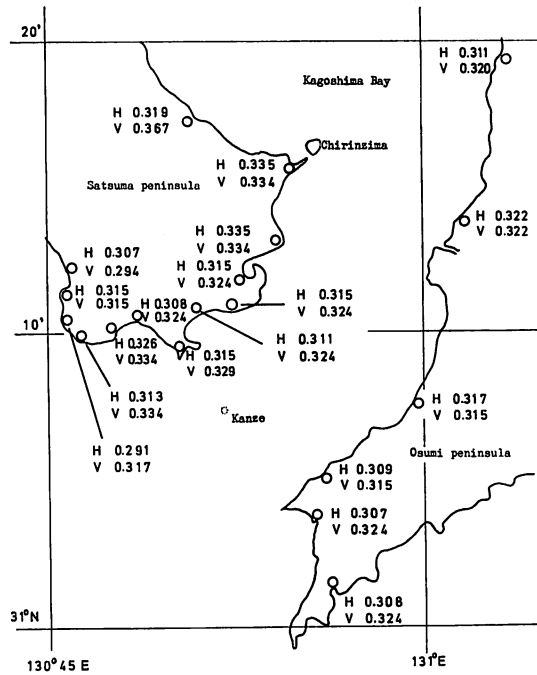 20'
H 0.311
V 0.320
Kagoshima Bay
H 0.319
V 0.367
Chirinzima
H 0.335
V 0.334
Satsuma peninsula
H 0.322
V 0.322
H 0.335
V 0.334
H 0.307
V 0.294
H 0.315
V 0.324
H 0.315
V 0.315
H 0.308
V 0.324
H 0.315
V 0.324
10'
H 0.326
V 0.334
H 0.315
V 0.329
H 0.311
V 0.324
H 0.313
V 0.334
H 0.317
V 0.315
Kanze
H 0.291
V 0.317
Osumi peninsula
H 0.309
V 0.315
H 0.307
V 0.324
31°N
H 0.308
V 0.324
130°45 E
131°E